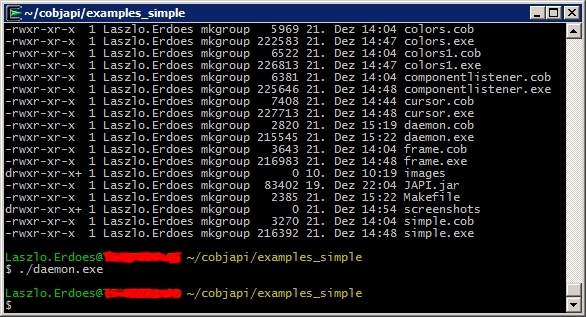 ~/cobjapi/examples_simple
-rwxr-xr-x 1 Laszlo.Erdoes mkgroup 5969 21. Dez 14:04 colors.cob
-rwxr-xr-x 1 Laszlo.Erdoes mkgroup 222583 21. Dez 14:47 colors.exe
-rwxr-xr-x 1 Laszlo.Erdoes mkgroup 6522 21. Dez 14:04 colors1.cob
-rwxr-xr-x 1 Laszlo.Erdoes mkgroup 226813 21. Dez 14:47 colors1.exe
-rwxr-xr-x 1 Laszlo.Erdoes mkgroup 6381 21. Dez 14:04 componentlistener.cob
-rwxr-xr-x 1 Laszlo.Erdoes mkgroup 225646 21. Dez 14:48 componentlistener.exe
-rwxr-xr-x 1 Laszlo.Erdoes mkgroup 7408 21. Dez 14:44 cursor.cob
-rwxr-xr-x 1 Laszlo.Erdoes mkgroup 227713 21. Dez 14:48 cursor.exe
-rwxr-xr-x 1 Laszlo.Erdoes mkgroup 2820 21. Dez 15:19 daemon.cob
-rwxr-xr-x 1 Laszlo.Erdoes mkgroup 215545 21. Dez 15:22 daemon.exe
-rwxr-xr-x 1 Laszlo.Erdoes mkgroup 3643 21. Dez 14:04 frame.cob
-rwxr-xr-x 1 Laszlo.Erdoes mkgroup 216983 21. Dez 14:48 frame.exe
drwxr-xr-x+ 1 Laszlo.Erdoes mkgroup 0 10. Dez 10:19 images
-rwxr-xr-x 1 Laszlo.Erdoes mkgroup 83402 19. Dez 22:04 JAPI.jar
-rwxr-xr-x 1 Laszlo.Erdoes mkgroup 2385 21. Dez 15:22 Makefile
drwxr-xr-x+ 1 Laszlo.Erdoes mkgroup 0 21. Dez 14:54 screenshots
-rwxr-xr-x 1 Laszlo.Erdoes mkgroup 3270 21. Dez 14:04 simple.cob
-rwxr-xr-x 1 Laszlo.Erdoes mkgroup 216392 21. Dez 14:48 simple.exe
Laszlo.Erdoes@ ~/cobjapi/examples_simple
$ ./daemon.exe
Laszlo.Erdoes@ ~/cobjapi/examples_simple
$